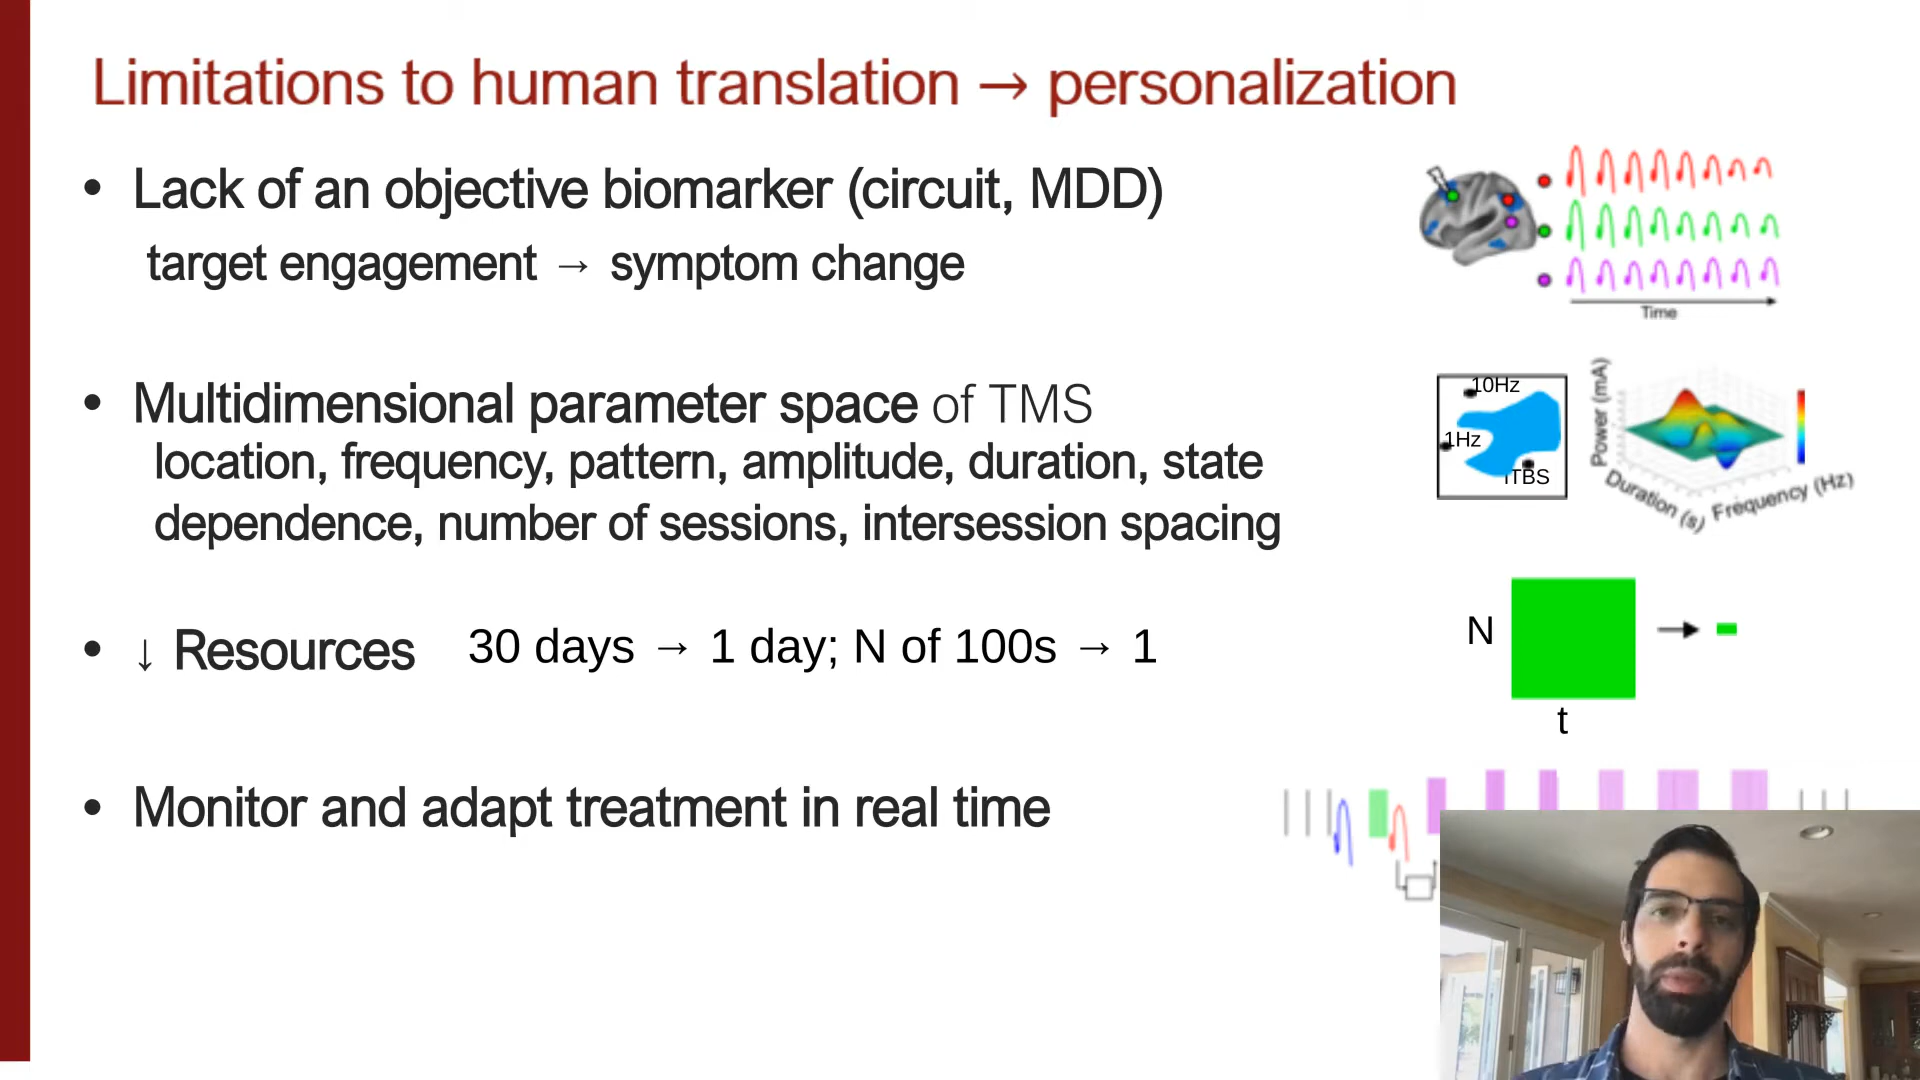 Limitations to human translation → personalization
• Lack of an objective biomarker (circuit, MDD)
target engagement → symptom change
Time
• Multidimensional parameter space of TMS
location, frequency, pattern, amplitude, duration, state
dependence, number of sessions, intersession spacing
10Hz
1Hz
iTBS
Power (mA)
Duration (s)
Frequency (Hz)
• ↓ Resources 30 days → 1 day; N of 100s → 1
N
t
• Monitor and adapt treatment in real time